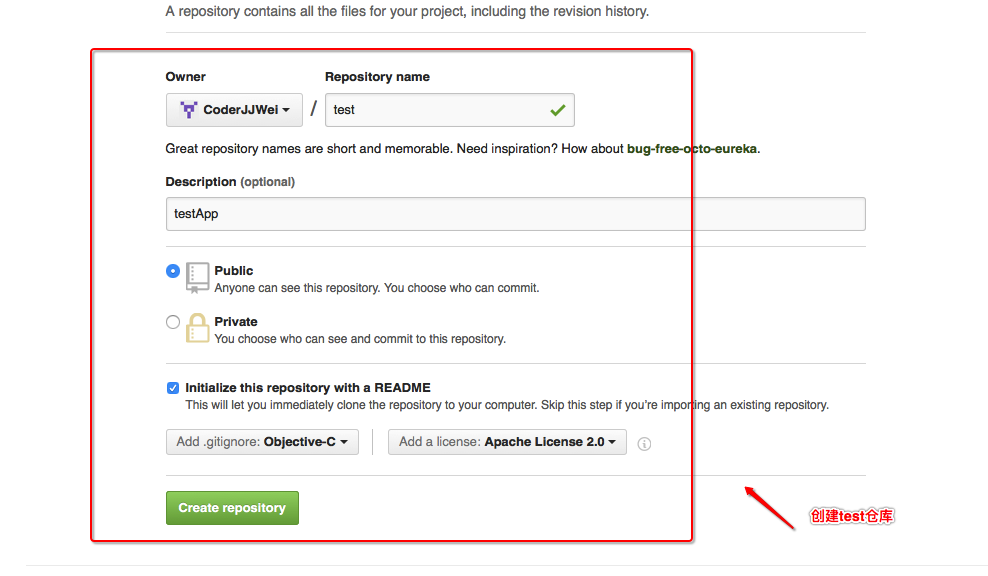 A repository contains all the files for your project, including the revision history.
Owner
Repository name
CoderJJWei / test
Great repository names are short and memorable. Need inspiration? How about bug-free-octo-eureka.
Description (optional)
testApp
Public
Anyone can see this repository. You choose who can commit.
Private
You choose who can see and commit to this repository.
Initialize this repository with a README
This will let you immediately clone the repository to your computer. Skip this step if you're importing an existing repository.
Add .gitignore: Objective-C
Add a license: Apache License 2.0
Create repository
创建test仓库